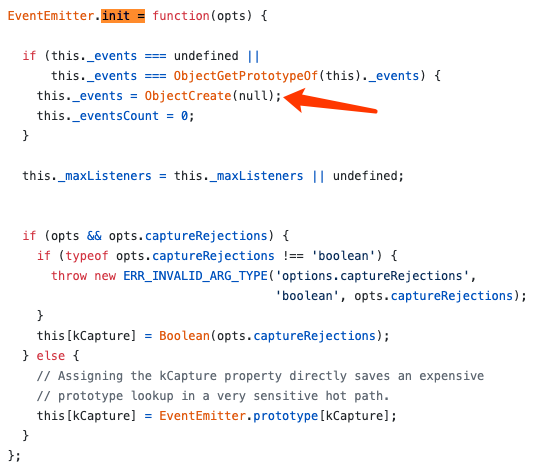 EventEmitter.init = function(opts) {
if (this._events === undefined ||
this._events === ObjectGetPrototypeOf(this)._events) {
this._events = ObjectCreate(null);
this._eventsCount = 0;
}
this._maxListeners = this._maxListeners || undefined;
if (opts && opts.captureRejections) {
if (typeof opts.captureRejections !== 'boolean') {
throw new ERR_INVALID_ARG_TYPE('options.captureRejections',
'boolean', opts.captureRejections);
}
this[kCapture] = Boolean(opts.captureRejections);
} else {
// Assigning the kCapture property directly saves an expensive
// prototype lookup in a very sensitive hot path.
this[kCapture] = EventEmitter.prototype[kCapture];
}
};